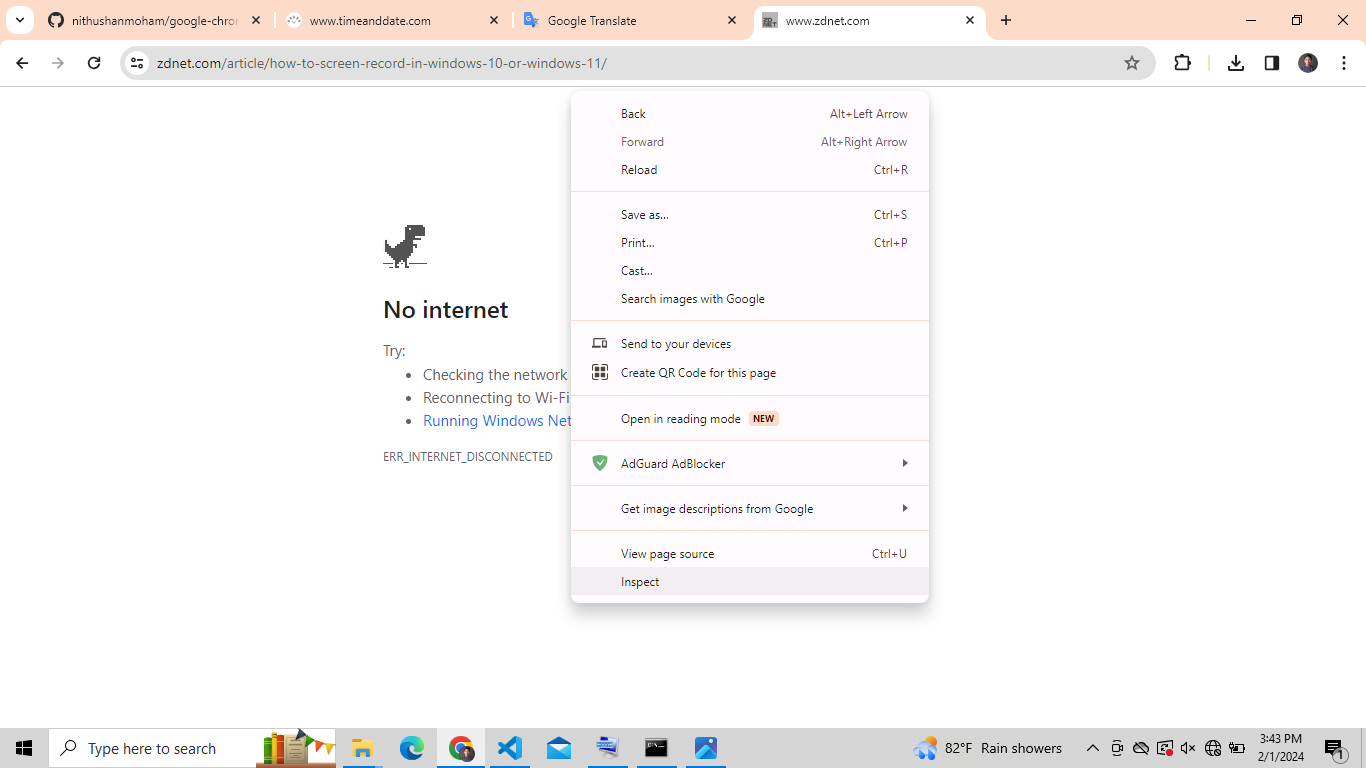 nithushanmoham/google-chron
www.timeanddate.com
Google Translate
www.zdnet.com
zdnet.com/article/how-to-screen-record-in-windows-10-or-windows-11/
Back Alt+Left Arrow
Forward Alt+Right Arrow
Reload Ctrl+R
Save as... Ctrl+S
Print... Ctrl+P
Cast...
Search images with Google
Send to your devices
Create QR Code for this page
Open in reading mode NEW
AdGuard AdBlocker
Get image descriptions from Google
View page source Ctrl+U
Inspect
No internet
Try:
• Checking the network
• Reconnecting to Wi-Fi
• Running Windows Net
ERR_INTERNET_DISCONNECTED
Type here to search
82°F Rain showers
3:43 PM
2/1/2024
1